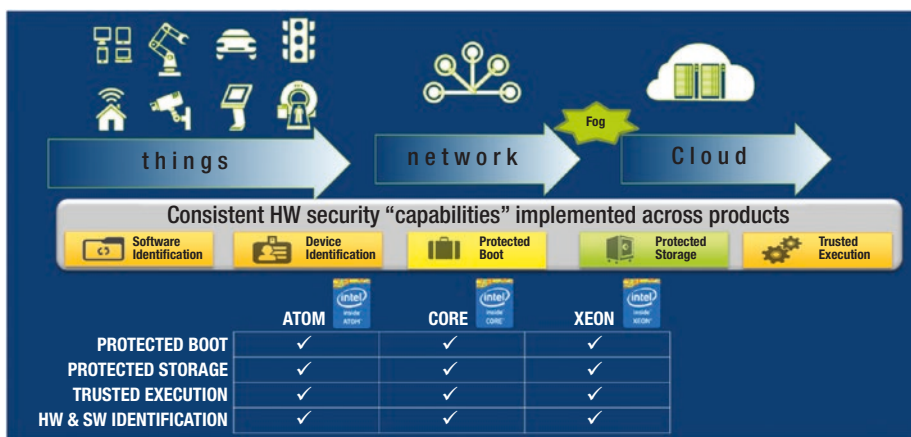 Fog
things
network
Cloud
Consistent HW security “capabilities” implemented across products
Software
Identification
Device
Identification
Protected
Boot
Protected
Storage
Trusted
Execution
intel
inside
ATOM
intel
inside
CORE
intel
inside
XEON
ATOM
CORE
XEON
PROTECTED BOOT ✓ ✓ ✓
PROTECTED STORAGE ✓ ✓ ✓
TRUSTED EXECUTION ✓ ✓ ✓
HW & SW IDENTIFICATION ✓ ✓ ✓